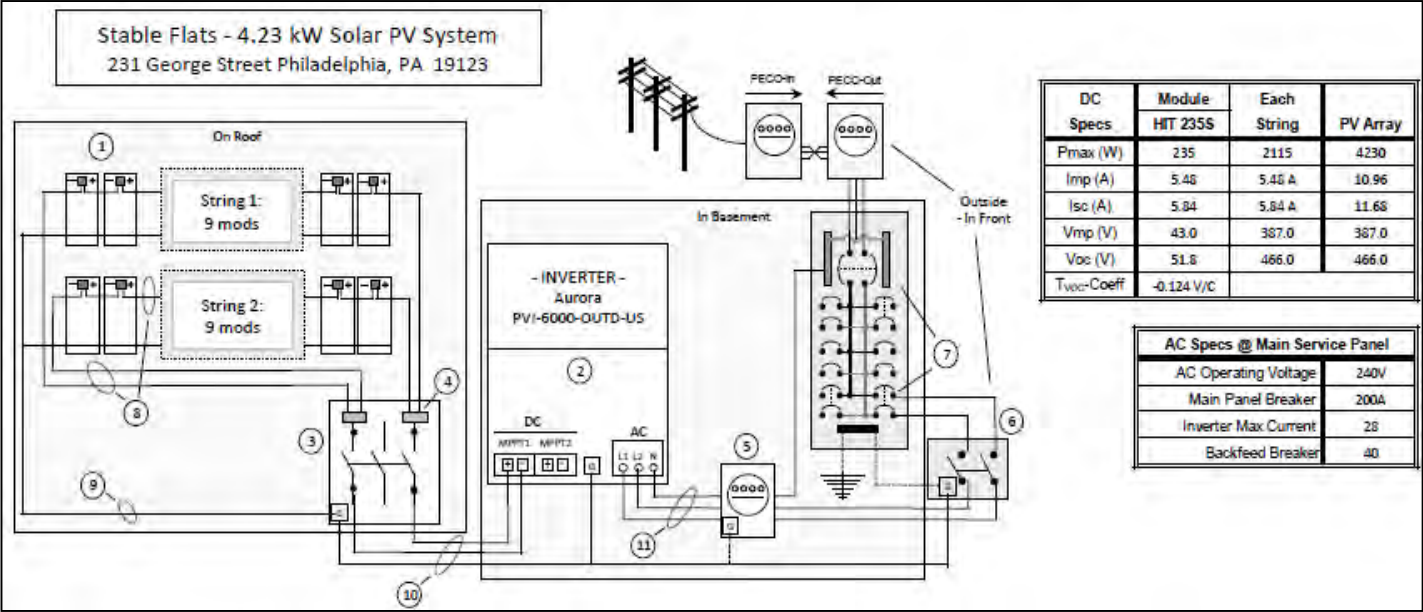 Stable Flats - 4.23 kW Solar PV System
231 George Street Philadelphia, PA 19123
On Roof
1
String 1:
9 mods
String 2:
9 mods
8
4
3
9
10
PECO-In
PECO-Out
Outside
- In Front
In Basement
- INVERTER -
Aurora
PVI-6000-OUTD-US
2
DC
MPPT1 MPPT2
+ - + -
G
AC
L1 L2 N
5
G
11
7
6
G
G
DC Specs
Module HIT 235S
Each String
PV Array
Pmax (W) 235 2115 4230
Imp (A) 5.48 5.48 A 10.96
Isc (A) 5.84 5.84 A 11.68
Vmp (V) 43.0 387.0 387.0
Voc (V) 51.8 466.0 466.0
TVOC-Coeff -0.124 V/C
AC Specs @ Main Service Panel
AC Operating Voltage 240V
Main Panel Breaker 200A
Inverter Max Current 28
Backfeed Breaker 40